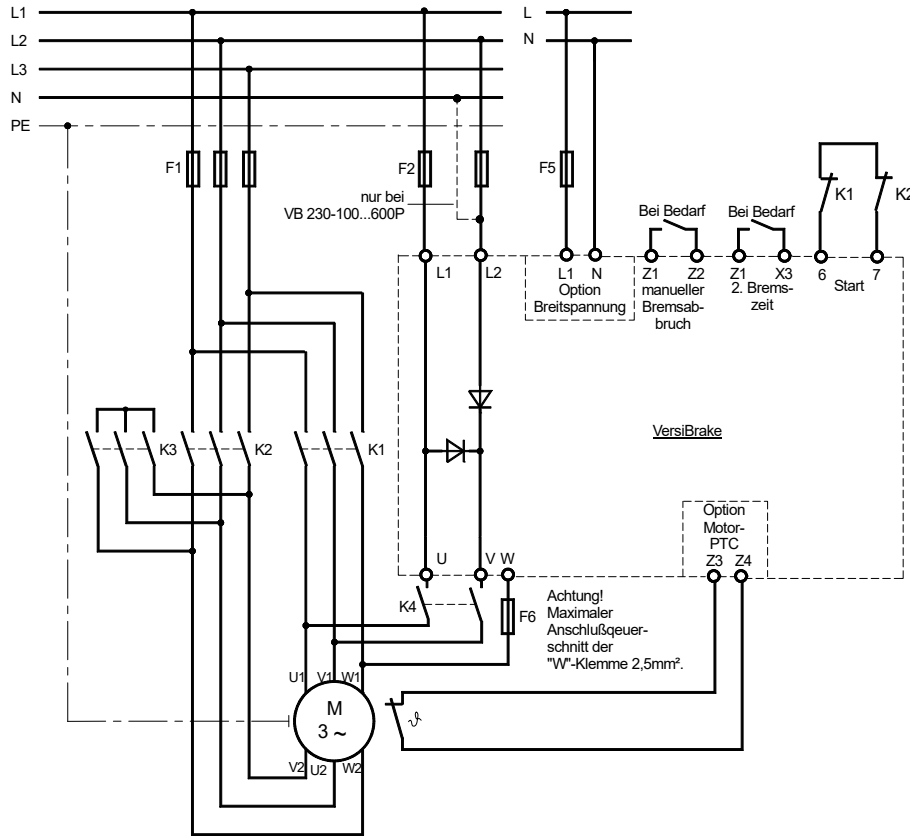 L1
L2
L3
N
PE
L
N
F1
F2
F5
nur bei
VB 230-100...600P
K1
K2
Bei Bedarf
Bei Bedarf
L1
L2
L1
N
Option
Breitspannung
Z1
Z2
manueller
Bremsab-
bruch
Z1
X3
2. Brems-
zeit
6
Start
7
K3
K2
K1
VersiBrake
Option
Motor-
PTC
Z3
Z4
U
V
W
K4
F6
Achtung!
Maximaler
Anschlußqeuer-
schnitt der
"W"-Klemme 2,5mm².
U1
V1
W1
M
3 ~
ϑ
V2
U2
W2